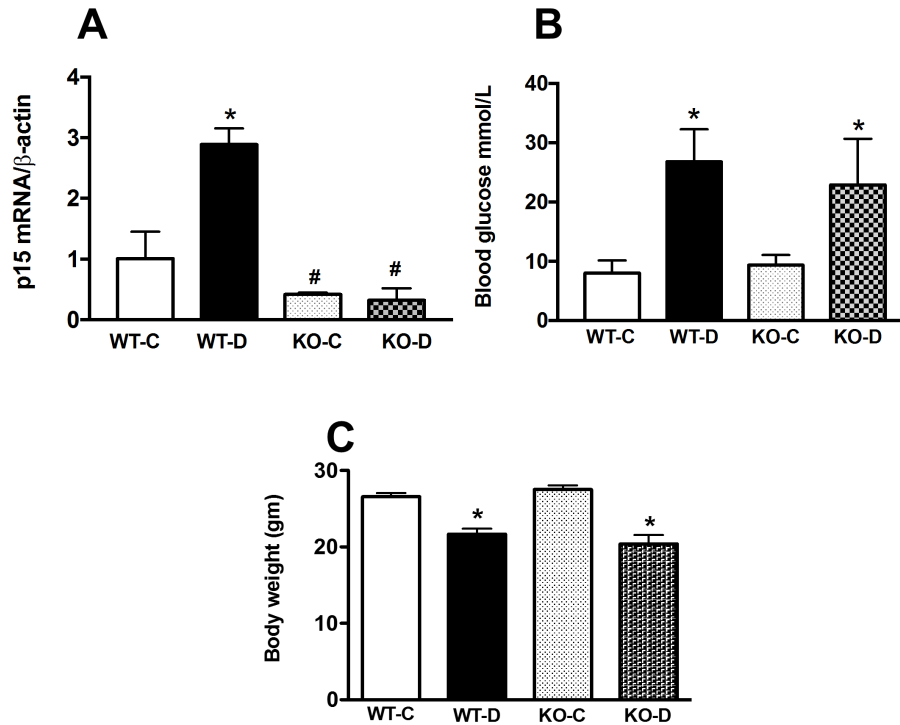 A
p15 mRNA/β-actin
4
3
2
1
0
*
#
#
WT-C WT-D KO-C KO-D
B
Blood glucose mmol/L
40
30
20
10
0
*
*
WT-C WT-D KO-C KO-D
C
Body weight (gm)
30
20
10
0
*
*
WT-C WT-D KO-C KO-D